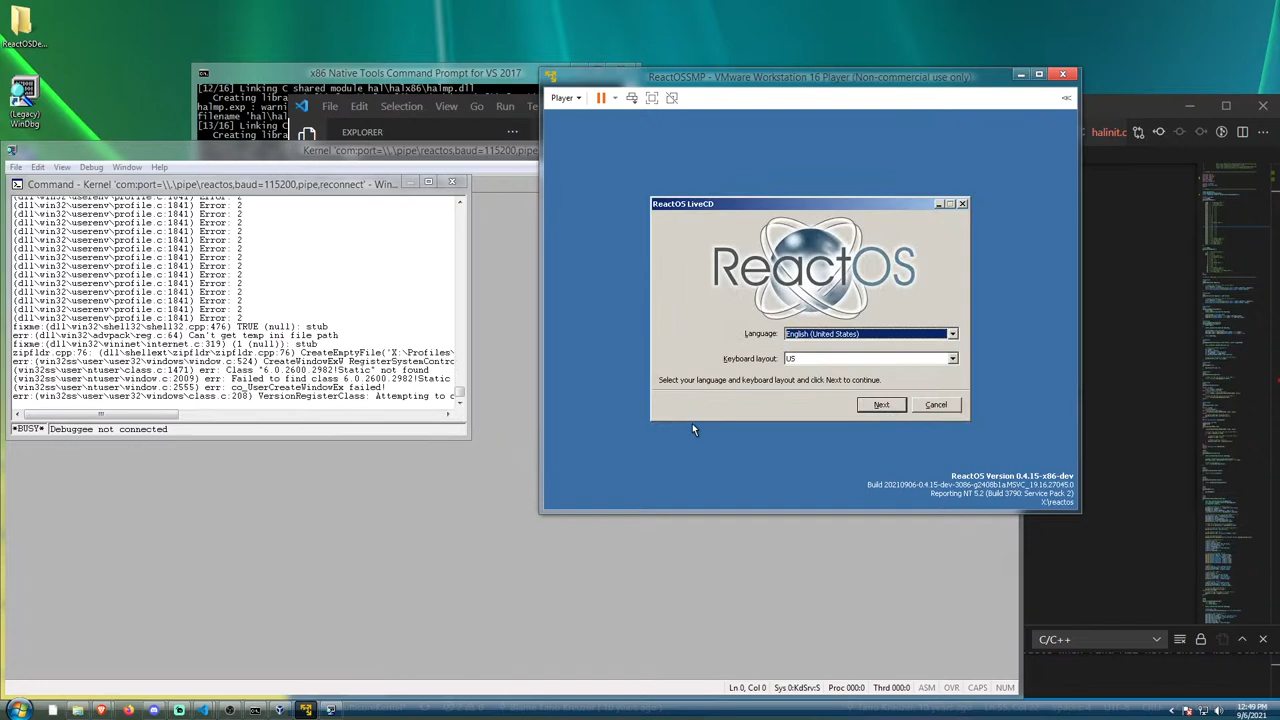 ReactOSDe...
(Legacy)
WinDbg
x86 Native Tools Command Prompt for VS 2017
[12/16] Linking C shared module hal\halx86\halmp.dll
Creating libra
halmp.exp : warni
filename 'hal\hal
[13/16] Linking C
Creating libra
File Edit Selection View Go Run
EXPLORER ...
halinit.c
Kernel 'com:port=\\.\pipe\reactos,baud=115200,pipe,
File Edit View Debug Window Help
Command - Kernel 'com:port=\\.\pipe\reactos,baud=115200,pipe,reconnect' - Win...
(dll\win32\userenv\profile.c:1841) Error: 2
(dll\win32\userenv\profile.c:1841) Error: 2
(dll\win32\userenv\profile.c:1841) Error: 2
(dll\win32\userenv\profile.c:1841) Error: 2
(dll\win32\userenv\profile.c:1841) Error: 2
(dll\win32\userenv\profile.c:1841) Error: 2
(dll\win32\userenv\profile.c:1841) Error: 2
(dll\win32\userenv\profile.c:1841) Error: 2
(dll\win32\userenv\profile.c:1841) Error: 2
(dll\win32\userenv\profile.c:1841) Error: 2
(dll\win32\userenv\profile.c:1841) Error: 2
(dll\win32\userenv\profile.c:1841) Error: 2
(dll\win32\userenv\profile.c:1841) Error: 2
fixme:(dll\win32\shell32\shell32.cpp:476) TRUE (null): stub
err:(dll\win32\advpack\reg.c:64) Can't get temp ini file path
fixme:(dll\win32\wininet\internet.c:319) (1 (null)): stub
zipfldr.cpp:76: (dll\shellext\zipfldr\zipfldr.cpp:76) CreateEmptyFile('X:\Profiles\
err:(win32ss\user\user32\windows\window.c:524) RegisterSystemContr
(win32ss\user\ntuser\class.c:1471) err: Class "6.0.2600.2982!Static" not found
(win32ss\user\ntuser\window.c:2009) err: Failed to find class 6.0.2600.2982!Static
(win32ss\user\ntuser\window.c:2555) err: co_UserCreateWindowEx failed!
err:(win32ss\user\user32\windows\class.c:208) VersionRegisterClass: Attempting to c
*BUSY* Debuggee not connected
ReactOSSMP - VMware Workstation 16 Player (Non-commercial use only)
Player
ReactOS LiveCD
ReactOS
Language: English (United States)
Keyboard layout: US
Select your language and keyboard layout and click Next to continue.
Next Cancel
ReactOS Version 0.4.15-x86-dev
Build 20210906-0.4.15-dev-3086-g2408b1a.MSVC_19.16.27045.0
Reporting NT 5.2 (Build 3790: Service Pack 2)
X:\reactos
C/C++
Ln 0, Col 0 Sys 0:KdSrv:S Proc 000:0 Thrd 000:0 ASM OVR CAPS NUM
12:49 PM
9/6/2021